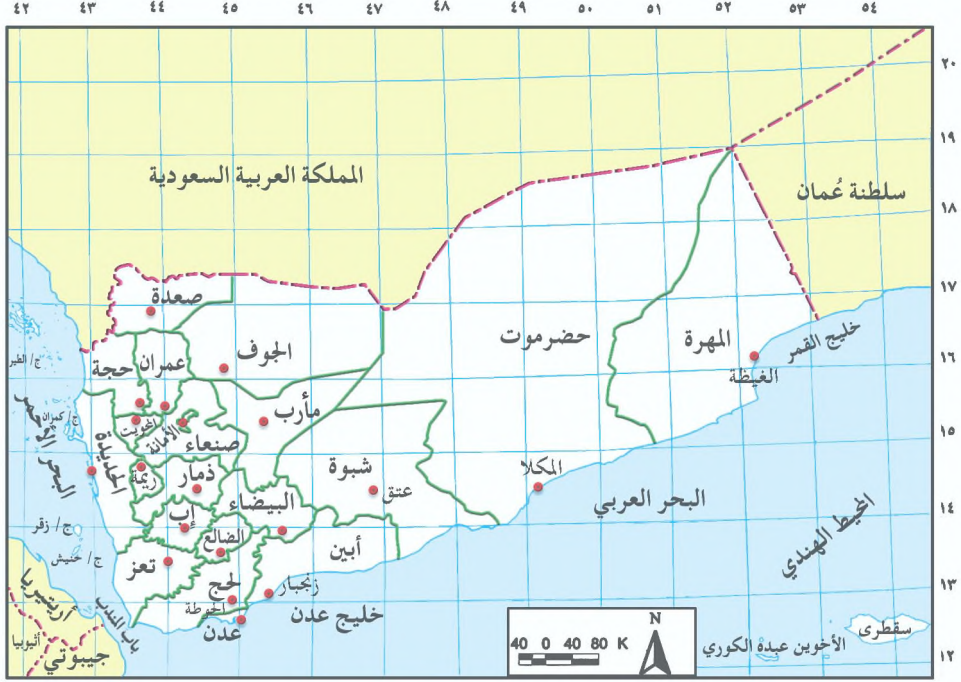 ٤٢ ٤٣ ٤٤ ٤٥ ٤٦ ٤٧ ٤٨ ٤٩ ٥٠ ٥١ ٥٢ ٥٣ ٥٤
٢٠
١٩
المملكة العربية السعودية
سلطنة عُمان
١٨
١٧
صعدة
خليج القمر
حضرموت
المهرة
الجوف
عمران
حجة
ج/ الطير
١٦
الغيظة
مأرب
ج/ كمران
المحويت
الأمانة
صنعاء
١٥
البحر الأحمر
الحديدة
ريمة
ذمار
شبوة
عتق
المكلا
البحر العربي
المحيط الهندي
البيضاء
١٤
إب
ج/ زقر
الضالع
أبين
ج/ حنيش
تعز
لحج
زنجبار
١٣
أريتيريا
باب المندب
الحوطة
خليج عدن
عدن
N
سقطرى
أثيوبيا
جيبوتي
40 0 40 80 K
الأخوين عبده الكوري
١٢